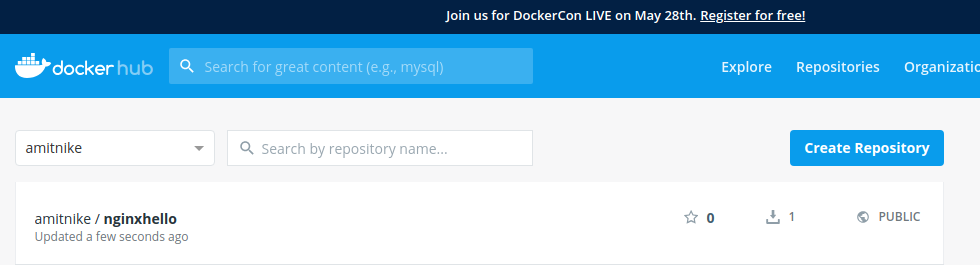 Join us for DockerCon LIVE on May 28th. Register for free!
docker hub
Search for great content (e.g., mysql)
Explore
Repositories
Organizatio
amitnike
Search by repository name...
Create Repository
amitnike / nginxhello
0
1
PUBLIC
Updated a few seconds ago